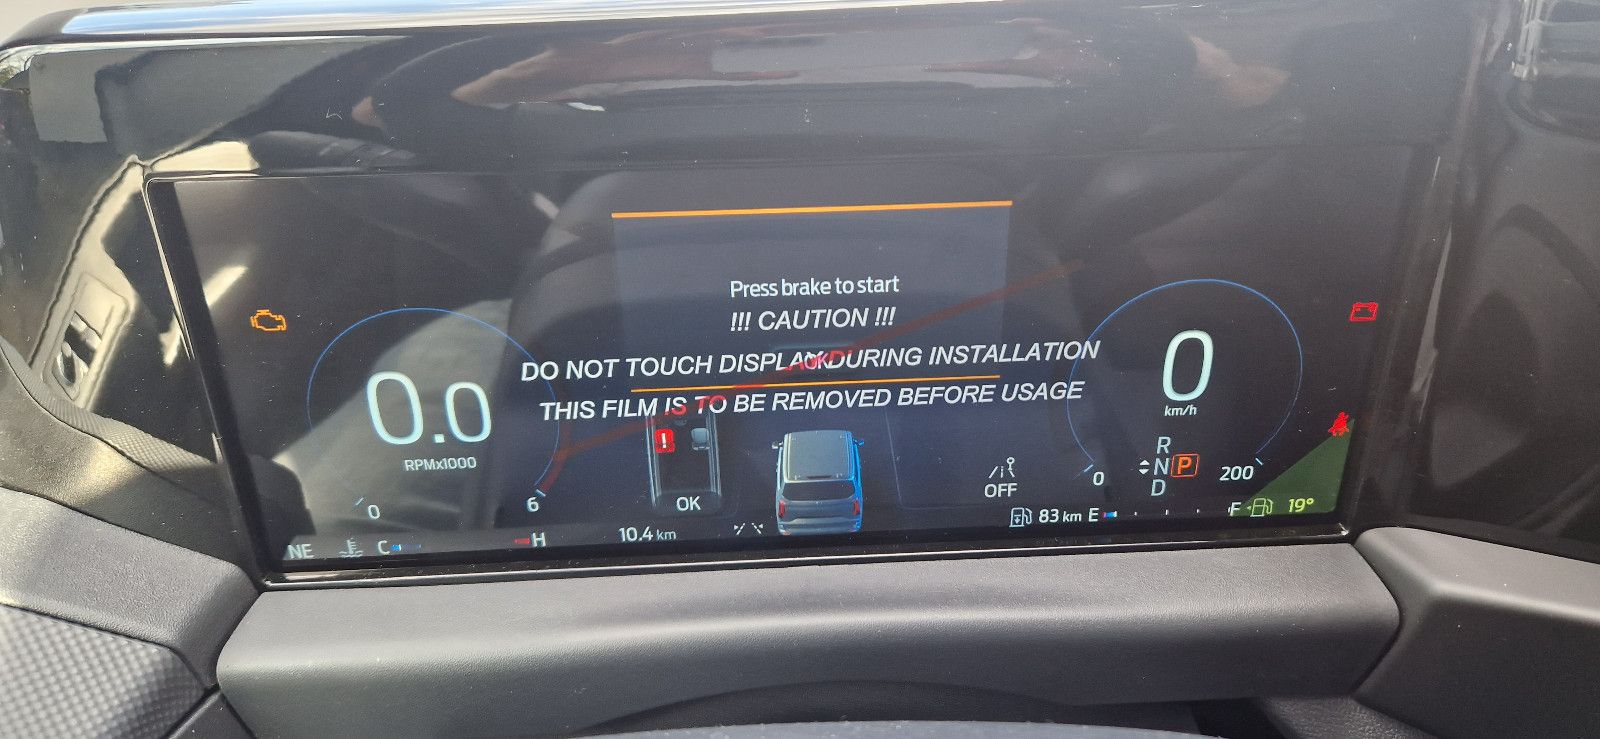 Press brake to start
!!! CAUTION !!!
DO NOT TOUCH DISPLAY DURING INSTALLATION
OK
THIS FILM IS TO BE REMOVED BEFORE USAGE
0.0
RPMx1000
0
6
0
km/h
R
N P
D
0
200
!
OK
OFF
NE
C
H
10.4 km
83 km E
F
19°